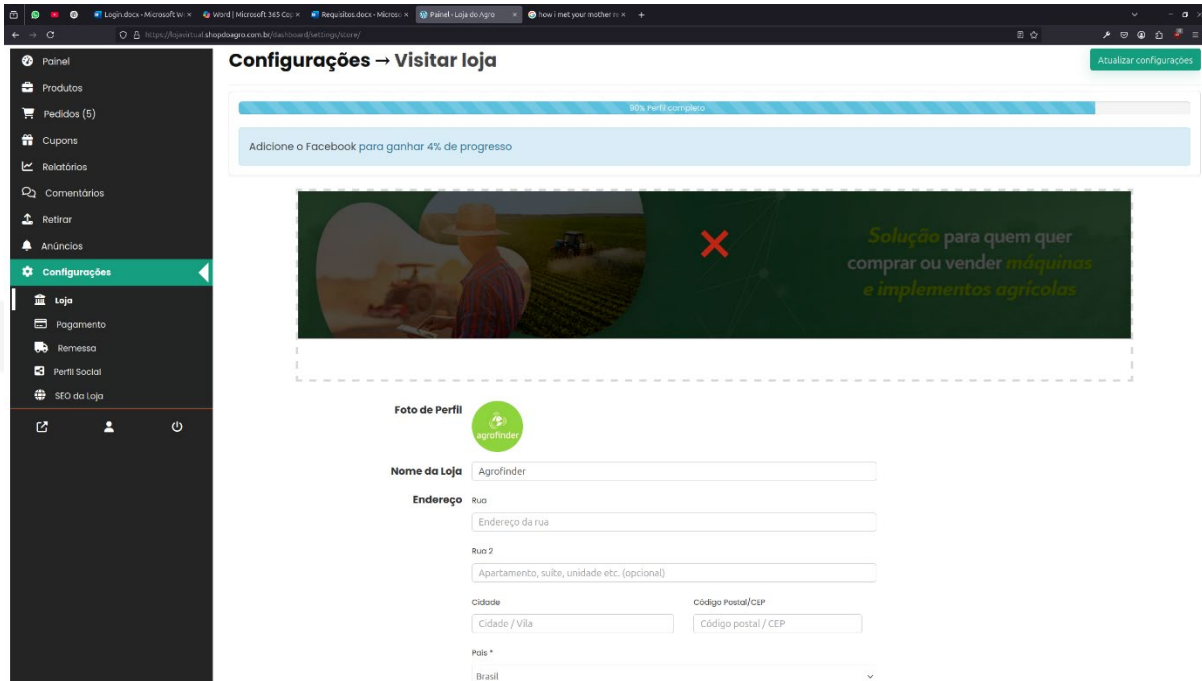 Login.docx - Microsoft W
Word | Microsoft 365 Cop
Requisitos.docx - Microso
Painel - Loja do Agro
how i met your mother re
https://lojavirtual.shopdoagro.com.br/dashboard/settings/store/
Painel
Produtos
Pedidos (5)
Cupons
Relatórios
Comentários
Retirar
Anúncios
Configurações
Loja
Pagamento
Remessa
Perfil Social
SEO da Loja
Configurações → Visitar loja
Atualizar configurações
90% Perfil completo
Adicione o Facebook para ganhar 4% de progresso
Solução para quem quer
comprar ou vender máquinas
e implementos agrícolas
Foto de Perfil
agrofinder
Nome da Loja
Agrofinder
Endereço
Rua
Endereço da rua
Rua 2
Apartamento, suíte, unidade etc. (opcional)
Cidade
Código Postal/CEP
Cidade / Vila
Código postal / CEP
País *
Brasil